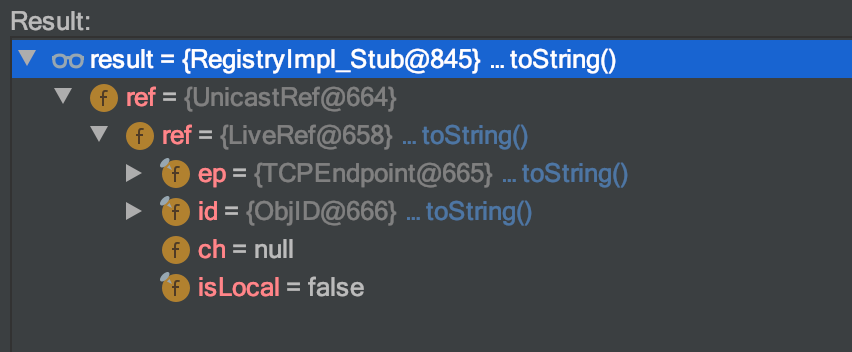 Result:
result = {RegistryImpl_Stub@845} ... toString()
f ref = {UnicastRef@664}
f ref = {LiveRef@658} ... toString()
f ep = {TCPEndpoint@665} ... toString()
f id = {ObjID@666} ... toString()
f ch = null
f isLocal = false